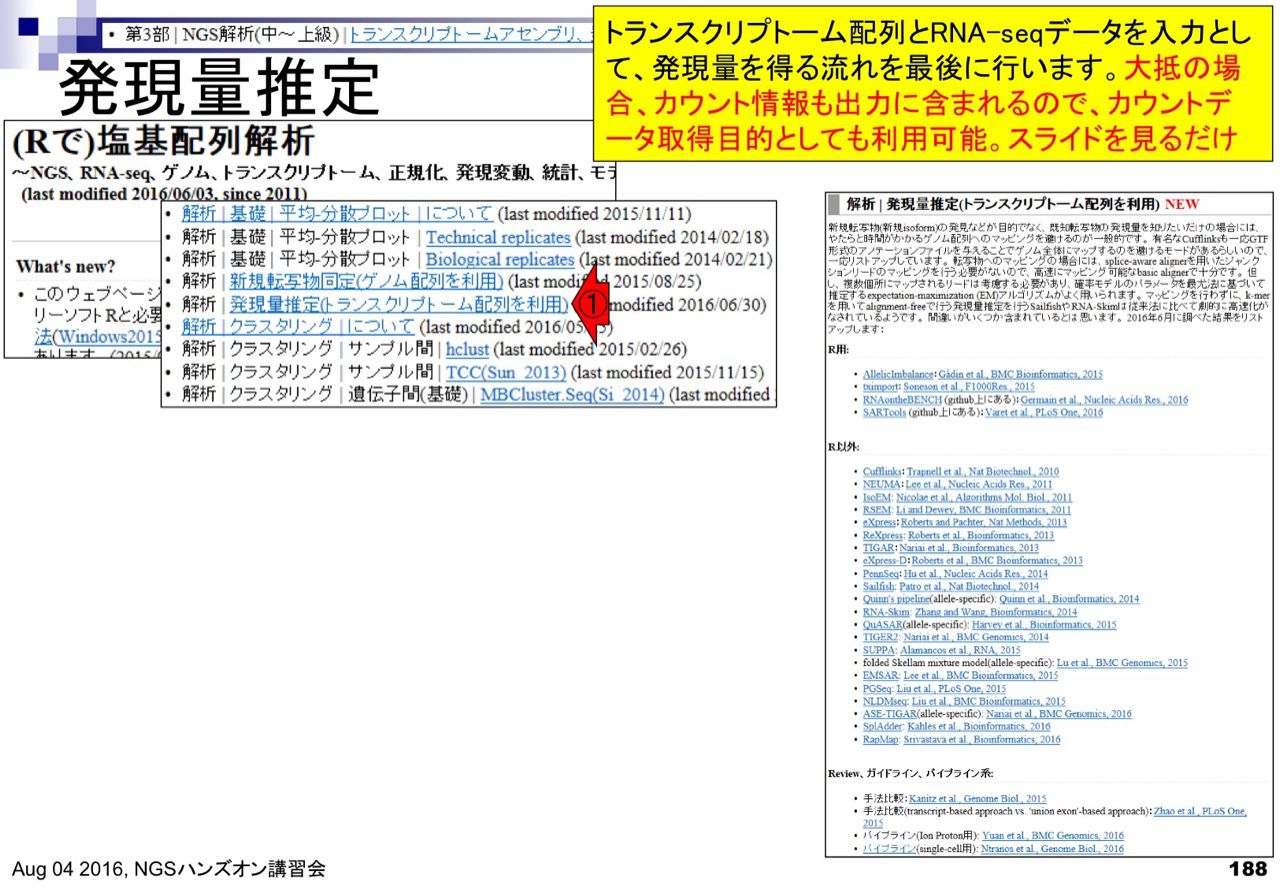 • 第3部 | NGS解析(中～上級) | トランスクリプトームアセンブリ、
発現量推定
トランスクリプトーム配列とRNA-seqデータを入力とし
て、発現量を得る流れを最後に行います。大抵の場
合、カウント情報も出力に含まれるので、カウントデ
ータ取得目的としても利用可能。スライドを見るだけ
(Rで)塩基配列解析
～NGS、RNA-seq、ゲノム、トランスクリプトーム、正規化、発現変動、統計、モデ
(last modified 2016/06/03, since 2011)
What's new?
• このウェブページ
リーソフトRと必要
法(Windows2015
あります。(2015/
• 解析 | 基礎 | 平均-分散プロット | について (last modified 2015/11/11)
• 解析 | 基礎 | 平均-分散プロット | Technical replicates (last modified 2014/02/18)
• 解析 | 基礎 | 平均-分散プロット | Biological replicates (last modified 2014/02/21)
• 解析 | 新規転写物同定(ゲノム配列を利用) (last modified 2015/08/25)
• 解析 | 発現量推定(トランスクリプトーム配列を利用) ① modified 2016/06/30)
• 解析 | クラスタリング | について (last modified 2016/05
• 解析 | クラスタリング | サンプル間 | hclust (last modified 2015/02/26)
• 解析 | クラスタリング | サンプル間 | TCC(Sun_2013) (last modified 2015/11/15)
• 解析 | クラスタリング | 遺伝子間(基礎) | MBCluster.Seq(Si_2014) (last modified
解析 | 発現量推定(トランスクリプトーム配列を利用) NEW
新規転写物(新規isoform)の発見などが目的でなく、既知転写物の発現量を知りたいだけの場合には、
やたらと時間がかかるゲノム配列へのマッピングを避けるのが一般的です。有名なCufflinksも一応GTF
形式のアノテーションファイルを与えることでゲノム全体にマップするのを避けるモードがあるらしいので、
一応リストアップしています。転写物へのマッピングの場合には、splice-aware alignerを用いたジャンク
ションリードのマッピングを行う必要がないので、高速にマッピング可能なbasic alignerで十分です。但
し、複数個所にマップされるリードは考慮する必要があり、確率モデルのパラメータを最尤法に基づいて
推定するexpectation-maximization (EM)アルゴリズムがよく用いられます。マッピングを行わずに、k-mer
を用いてalignment-freeで行う発現量推定を行うSailfishやRNA-Skimは従来法に比べて劇的に高速化が
なされているようです。間違いがいくつか含まれているとは思います。2016年6月に調べた結果をリスト
アップします:
R用:
• AllelicImbalance: Gådin et al., BMC Bioinformatics, 2015
• tximport: Soneson et al., F1000Res., 2015
• RNAontheBENCH (github上にある): Germain et al., Nucleic Acids Res., 2016
• SARTools (github上にある): Varet et al., PLoS One, 2016
R以外:
• Cufflinks: Trapnell et al., Nat Biotechnol., 2010
• NEUMA: Lee et al., Nucleic Acids Res., 2011
• IsoEM: Nicolae et al., Algorithms Mol. Biol., 2011
• RSEM: Li and Dewey, BMC Bioinformatics, 2011
• eXpress: Roberts and Pachter, Nat Methods, 2013
• ReXpress: Roberts et al., Bioinformatics, 2013
• TIGAR: Nariai et al., Bioinformatics, 2013
• eXpress-D: Roberts et al., BMC Bioinformatics, 2013
• PennSeq: Hu et al., Nucleic Acids Res., 2014
• Sailfish: Patro et al., Nat Biotechnol., 2014
• Quinn's pipeline(allele-specific): Quinn et al., Bioinformatics, 2014
• RNA-Skim: Zhang and Wang, Bioinformatics, 2014
• QuASAR(allele-specific): Harvey et al., Bioinformatics, 2015
• TIGER2: Nariai et al., BMC Genomics, 2014
• SUPPA: Alamancos et al., RNA, 2015
• folded Skellam mixture model(allele-specific): Lu et al., BMC Genomics, 2015
• EMSAR: Lee et al., BMC Bioinformatics, 2015
• PGSeq: Liu et al., PLoS One, 2015
• NLDMseq: Liu et al., BMC Bioinformatics, 2015
• ASE-TIGAR(allele-specific): Nariai et al., BMC Genomics, 2016
• SplAdder: Kahles et al., Bioinformatics, 2016
• RapMap: Srivastava et al., Bioinformatics, 2016
Review、ガイドライン、パイプライン系:
• 手法比較: Kanitz et al., Genome Biol., 2015
• 手法比較(transcript-based approach vs. 'union exon'-based approach): Zhao et al., PLoS One,
2015
• パイプライン(Ion Proton用): Yuan et al., BMC Genomics, 2016
• パイプライン(single-cell用): Ntranos et al., Genome Biol., 2016
Aug 04 2016, NGSハンズオン講習会
188